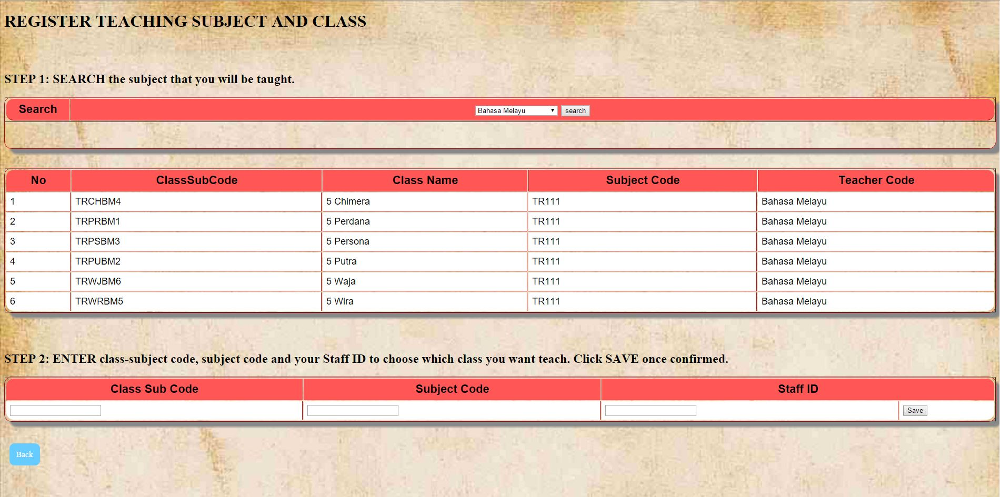 REGISTER TEACHING SUBJECT AND CLASS
STEP 1: SEARCH the subject that you will be taught.
Search Bahasa Melayu search
No ClassSubCode Class Name Subject Code Teacher Code
1 TRCHBM4 5 Chimera TR111 Bahasa Melayu
2 TRPRBM1 5 Perdana TR111 Bahasa Melayu
3 TRPSBM3 5 Persona TR111 Bahasa Melayu
4 TRPUBM2 5 Putra TR111 Bahasa Melayu
5 TRWJBM6 5 Waja TR111 Bahasa Melayu
6 TRWRBM5 5 Wira TR111 Bahasa Melayu
STEP 2: ENTER class-subject code, subject code and your Staff ID to choose which class you want teach. Click SAVE once confirmed.
Class Sub Code Subject Code Staff ID
Save
Back